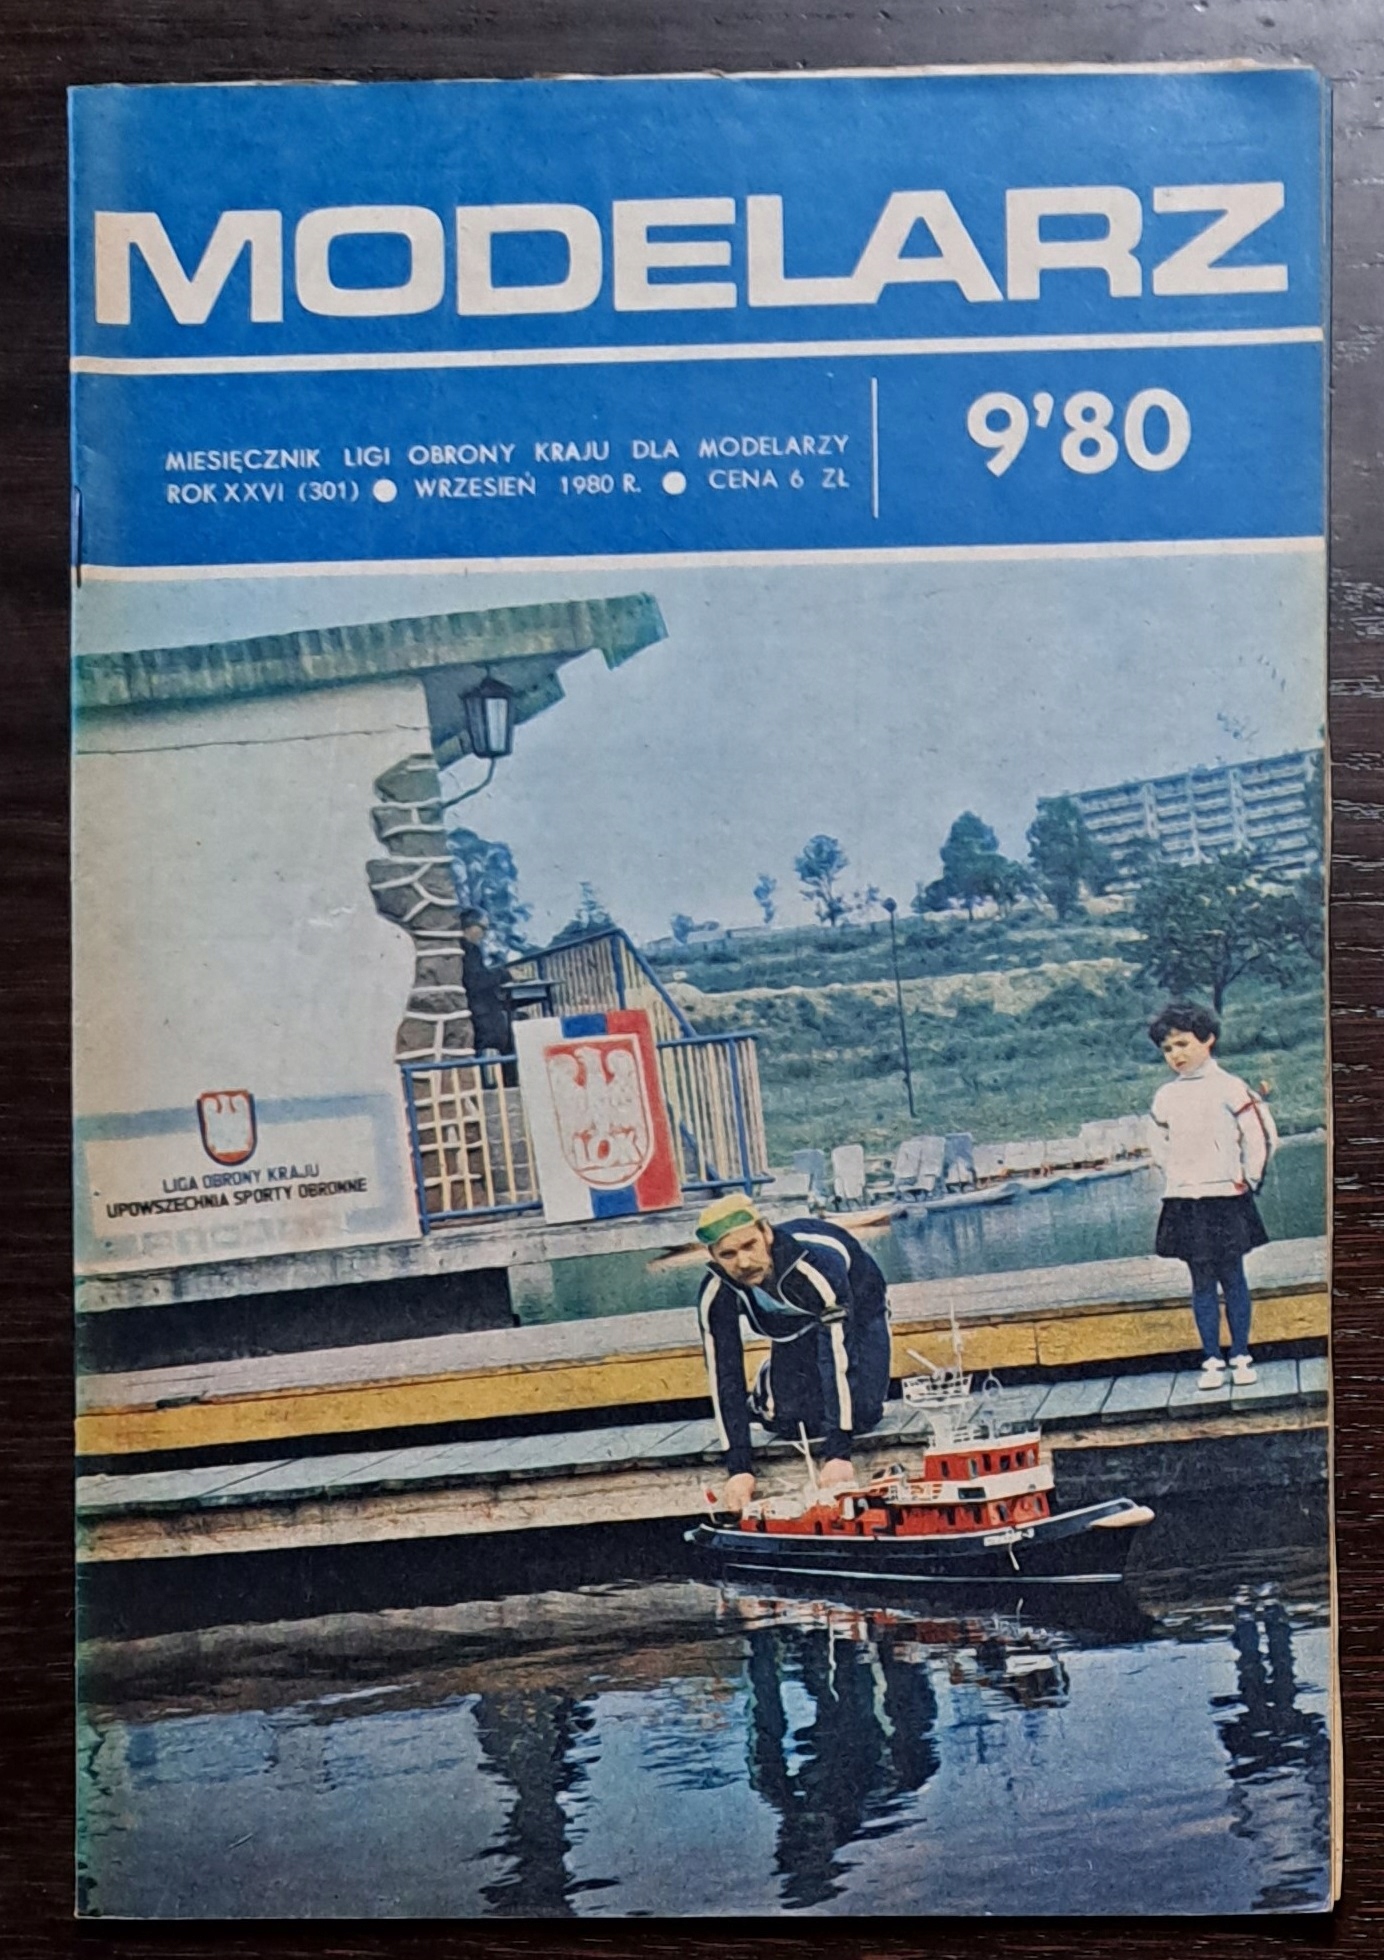 MODELARZ
MIESIĘCZNIK LIGI OBRONY KRAJU DLA MODELARZY
ROK XXVI (301) ● WRZESIEŃ 1980 R. ● CENA 6 ZŁ
9'80
LIGA OBRONY KRAJU
UPOWSZECHNIA SPORTY OBRONNE
LOK